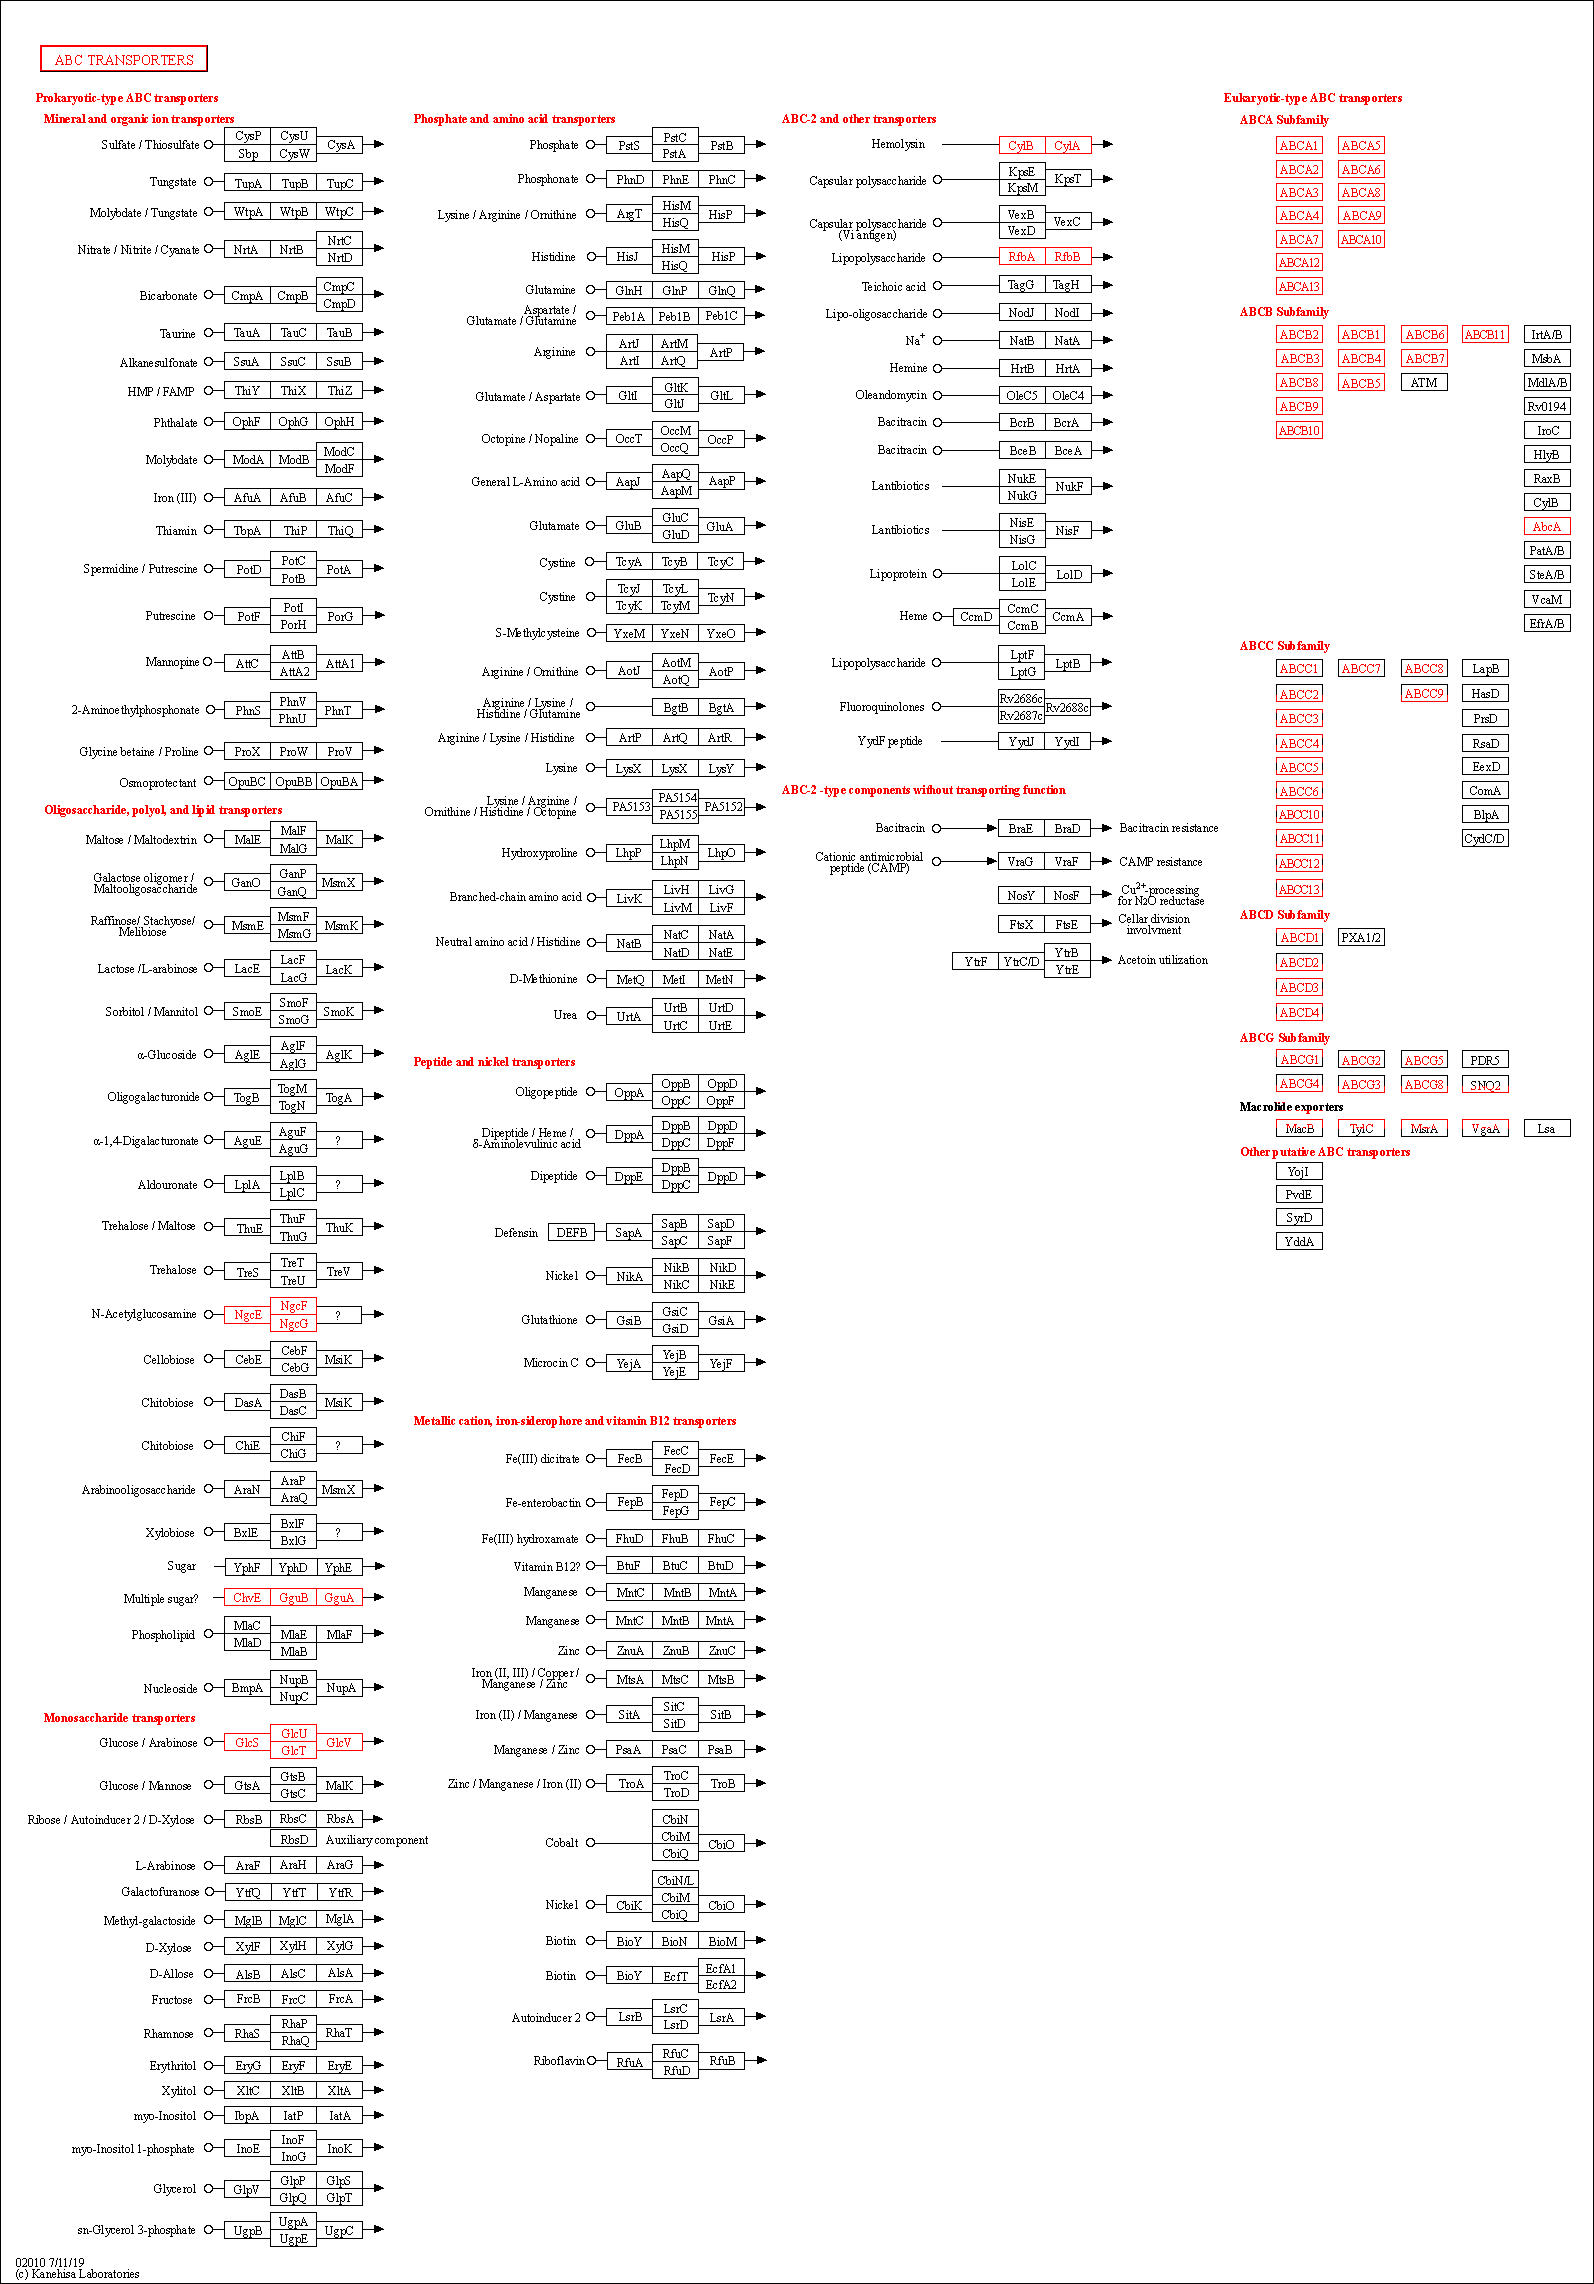 ABC TRANSPORTERS
Prokaryotic-type ABC transporters
Mineral and organic ion transporters
Sulfate / Thiosulfate CysP CysU CysA
Sbp CysW
Tungstate TupA TupB TupC
Molybdate / Tungstate WtpA WtpB WtpC
Nitrate / Nitrite / Cyanate NrtA NrtB NrtC
NrtD
Bicarbonate CmpA CmpB CmpC
CmpD
Taurine TauA TauC TauB
Alkanesulfonate SsuA SsuC SsuB
HMP / FAMP ThiY ThiX ThiZ
Phthalate OphF OphG OphH
Molybdate ModA ModB ModC
ModF
Iron (III) AfuA AfuB AfuC
Thiamin TbpA ThiP ThiQ
Spermidine / Putrescine PotD PotC PotA
PotB
Putrescine PotF PotI PorG
PorH
Mannopine AttC AttB AttA1
AttA2
2-Aminoethylphosphonate PhnS PhnV PhnT
PhnU
Glycine betaine / Proline ProX ProW ProV
Osmoprotectant OpuBC OpuBB OpuBA
Oligosaccharide, polyol, and lipid transporters
Maltose / Maltodextrin MalE MalF MalK
MalG
Galactose oligomer /
Maltooligosaccharide GanO GanP MsmX
GanQ
Raffinose/ Stachyose/
Melibiose MsmE MsmF MsmK
MsmG
Lactose /L-arabinose LacE LacF LacK
LacG
Sorbitol / Mannitol SmoE SmoF SmoK
SmoG
α-Glucoside AglE AglF AglK
AglG
Oligogalacturonide TogB TogM TogA
TogN
α-1,4-Digalacturonate AguE AguF ?
AguG
Aldouronate LplA LplB ?
LplC
Trehalose / Maltose ThuE ThuF ThuK
ThuG
Trehalose TreS TreT TreV
TreU
N-Acetylglucosamine NgcE NgcF ?
NgcG
Cellobiose CebE CebF MsiK
CebG
Chitobiose DasA DasB MsiK
DasC
Chitobiose ChiE ChiF ?
ChiG
Arabinooligosaccharide AraN AraP MsmX
AraQ
Xylobiose BxlE BxlF ?
BxlG
Sugar YphF YphD YphE
Multiple sugar? ChvE GguB GguA
Phospholipid MlaC MlaE MlaF
MlaD MlaB
Nucleoside BmpA NupB NupA
NupC
Monosaccharide transporters
Glucose / Arabinose GlcS GlcU GlcV
GlcT
Glucose / Mannose GtsA GtsB MalK
GtsC
Ribose / Autoinducer 2 / D-Xylose RbsB RbsC RbsA
RbsD Auxiliary component
L-Arabinose AraF AraH AraG
Galactofuranose YtfQ YtfT YtfR
Methyl-galactoside MglB MglC MglA
D-Xylose XylF XylH XylG
D-Allose AlsB AlsC AlsA
Fructose FrcB FrcC FrcA
Rhamnose RhaS RhaP RhaT
RhaQ
Erythritol EryG EryF EryE
Xylitol XltC XltB XltA
myo-Inositol IbpA IatP IatA
myo-Inositol 1-phosphate InoE InoF InoK
InoG
Glycerol GlpV GlpP GlpS
GlpQ GlpT
sn-Glycerol 3-phosphate UgpB UgpA UgpC
UgpE
02010 7/11/19
(c) Kanehisa Laboratories
Phosphate and amino acid transporters
Phosphate PstS PstC PstB
PstA
Phosphonate PhnD PhnE PhnC
Lysine / Arginine / Ornithine ArgT HisM HisP
HisQ
Histidine HisJ HisM HisP
HisQ
Glutamine GlnH GlnP GlnQ
Aspartate /
Glutamate / Glutamine Peb1A Peb1B Peb1C
Arginine ArtJ ArtM ArtP
ArtI ArtQ
Glutamate / Aspartate GltI GltK GltL
GltJ
Octopine / Nopaline OccT OccM OccP
OccQ
General L-Amino acid AapJ AapQ AapP
AapM
Glutamate GluB GluC GluA
GluD
Cystine TcyA TcyB TcyC
Cystine TcyJ TcyL TcyN
TcyK TcyM
S-Methylcysteine YxeM YxeN YxeO
Arginine / Ornithine AotJ AotM AotP
AotQ
Arginine / Lysine /
Histidine / Glutamine BgtB BgtA
Arginine / Lysine / Histidine ArtP ArtQ ArtR
Lysine LysX LysX LysY
Lysine / Arginine /
Ornithine / Histidine / Octopine PA5153 PA5154 PA5152
PA5155
Hydroxyproline LhpP LhpM LhpO
LhpN
Branched-chain amino acid LivK LivH LivG
LivM LivF
Neutral amino acid / Histidine NatB NatC NatA
NatD NatE
D-Methionine MetQ MetI MetN
Urea UrtA UrtB UrtD
UrtC UrtE
Peptide and nickel transporters
Oligopeptide OppA OppB OppD
OppC OppF
Dipeptide / Heme /
δ-Aminolevulinic acid DppA DppB DppD
DppC DppF
Dipeptide DppE DppB DppD
DppC
Defensin DEFB SapA SapB SapD
SapC SapF
Nickel NikA NikB NikD
NikC NikE
Glutathione GsiB GsiC GsiA
GsiD
Microcin C YejA YejB YejF
YejE
Metallic cation, iron-siderophore and vitamin B12 transporters
Fe(III) dicitrate FecB FecC FecE
FecD
Fe-enterobactin FepB FepD FepC
FepG
Fe(III) hydroxamate FhuD FhuB FhuC
Vitamin B12? BtuF BtuC BtuD
Manganese MntC MntB MntA
Manganese MntC MntB MntA
Zinc ZnuA ZnuB ZnuC
Iron (II, III) / Copper /
Manganese / Zinc MtsA MtsC MtsB
Iron (II) / Manganese SitA SitC SitB
SitD
Manganese / Zinc PsaA PsaC PsaB
Zinc / Manganese / Iron (II) TroA TroC TroB
TroD
Cobalt CbiN
CbiM CbiO
CbiQ
Nickel CbiK CbiN/L
CbiM CbiO
CbiQ
Biotin BioY BioN BioM
Biotin BioY EcfT EcfA1
EcfA2
Autoinducer 2 LsrB LsrC LsrA
LsrD
Riboflavin RfuA RfuC RfuB
RfuD
ABC-2 and other transporters
Hemolysin CylB CylA
Capsular polysaccharide KpsE KpsT
KpsM
Capsular polysaccharide
(Vi antigen) VexB VexC
VexD
Lipopolysaccharide RfbA RfbB
Teichoic acid TagG TagH
Lipo-oligosaccharide NodJ NodI
Na+ NatB NatA
Hemine HrtB HrtA
Oleandomycin OleC5 OleC4
Bacitracin BcrB BcrA
Bacitracin BceB BceA
Lantibiotics NukE NukF
NukG
Lantibiotics NisE NisF
NisG
Lipoprotein LolC LolD
LolE
Heme CcmD CcmC CcmA
CcmB
Lipopolysaccharide LptF LptB
LptG
Fluoroquinolones Rv2686c Rv2688c
Rv2687c
YydF peptide YydJ YydI
ABC-2 -type components without transporting function
Bacitracin BraE BraD Bacitracin resistance
Cationic antimicrobial
peptide (CAMP) VraG VraF CAMP resistance
NosY NosF Cu2+-processing
for N2O reductase
FtsX FtsE Cellar division
involvment
YtrF YtrC/D YtrB Acetoin utilization
YtrE
Eukaryotic-type ABC transporters
ABCA Subfamily
ABCA1 ABCA5
ABCA2 ABCA6
ABCA3 ABCA8
ABCA4 ABCA9
ABCA7 ABCA10
ABCA12
ABCA13
ABCB Subfamily
ABCB2 ABCB1 ABCB6 ABCB11 IrtA/B
ABCB3 ABCB4 ABCB7 MsbA
ABCB8 ABCB5 ATM MdlA/B
ABCB9 Rv0194
ABCB10 IroC
HlyB
RaxB
CylB
AbcA
PatA/B
SteA/B
VcaM
EfrA/B
ABCC Subfamily
ABCC1 ABCC7 ABCC8 LapB
ABCC2 ABCC9 HasD
ABCC3 PrsD
ABCC4 RsaD
ABCC5 EexD
ABCC6 ComA
ABCC10 BlpA
ABCC11 CydC/D
ABCC12
ABCC13
ABCD Subfamily
ABCD1 PXA1/2
ABCD2
ABCD3
ABCD4
ABCG Subfamily
ABCG1 ABCG2 ABCG5 PDR5
ABCG4 ABCG3 ABCG8 SNQ2
Macrolide exporters
MacB TylC MsrA VgaA Lsa
Other putative ABC transporters
YojI
PvdE
SyrD
YddA